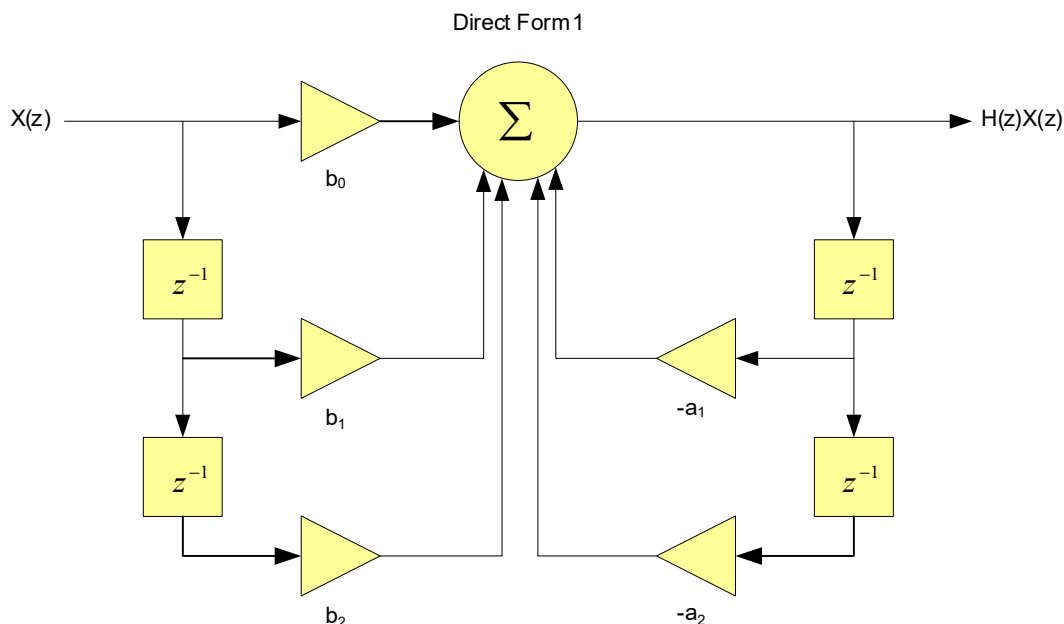 Direct Form 1
X(z)
Σ
H(z)X(z)
b₀
z⁻¹
z⁻¹
b₁
-a₁
z⁻¹
z⁻¹
b₂
-a₂